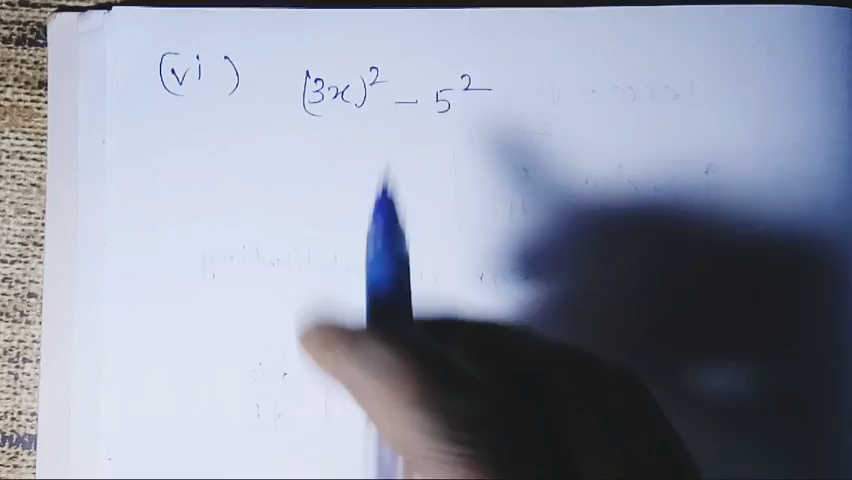 (vi) (3x)² - 5²